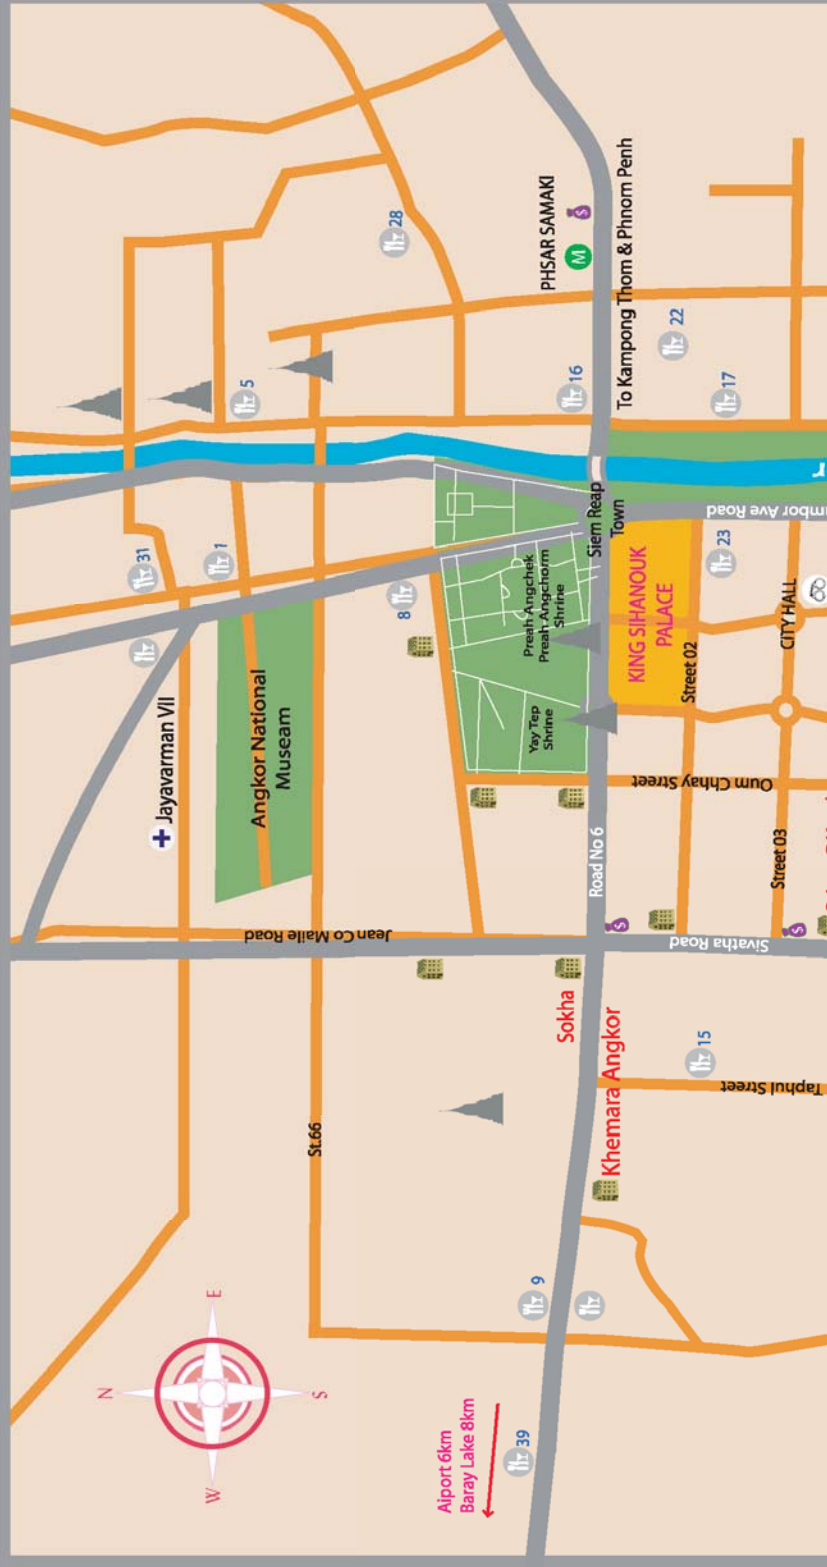 N
W
E
S
Aiport 6km
Baray Lake 8km
39
9
St.66
Jean Co Maile Road
Jayavarman VII
Angkor National
Museam
31
1
8
5
28
PHSAR SAMAKI
M
$
16
To Kampong Thom & Phnom Penh
22
17
Siem Reap
Town
Preah Angchek
Preah Angchorm
Shrine
Yay Tep
Shrine
KING SIHANOUK
PALACE
Road No 6
Sokha
Khemara Angkor
15
Taphul Street
Sivatha Road
$
$
Oum Chhay Street
Street 02
Street 03
CITY HALL
23
Ave Road